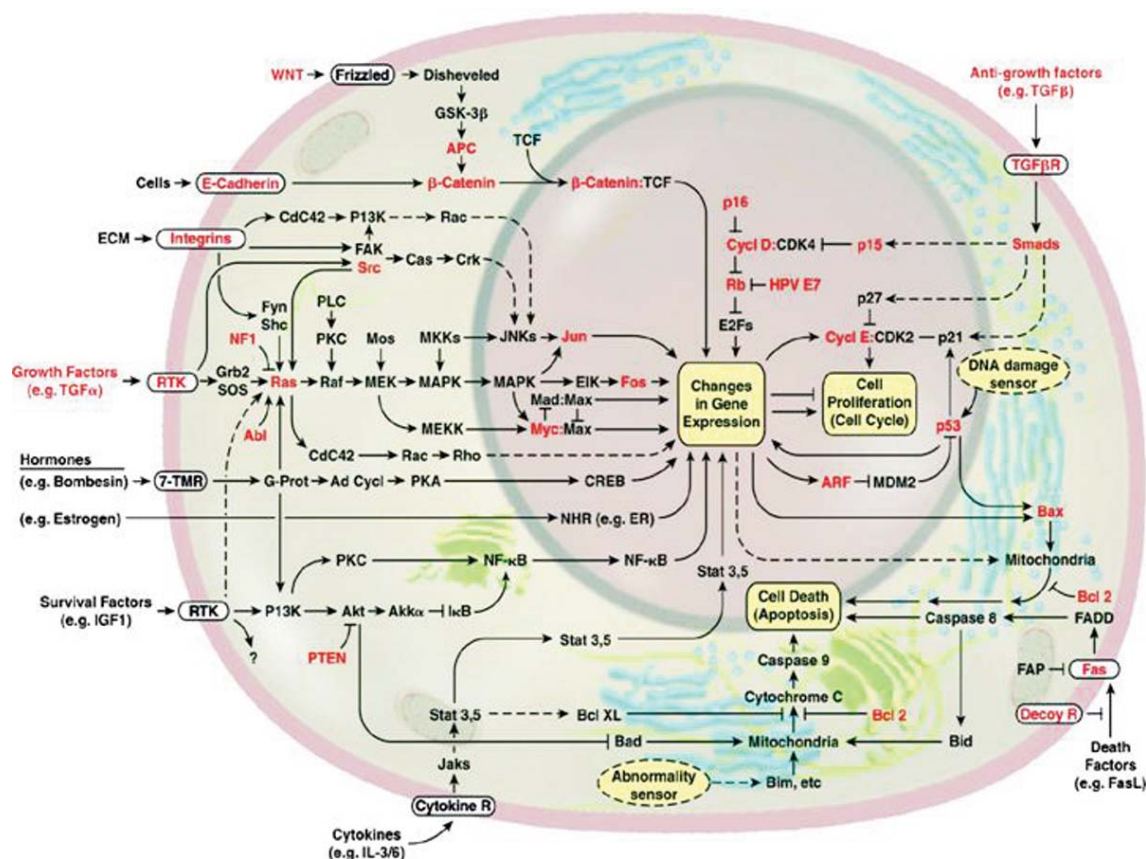 WNT
Frizzled
Disheveled
GSK-3β
APC
TCF
Cells
E-Cadherin
β-Catenin
β-Catenin:TCF
Anti-growth factors
(e.g. TGFβ)
TGFβR
Smads
p16
Cycl D:CDK4
p15
Rb
HPV E7
E2Fs
p27
Cycl E:CDK2
p21
DNA damage
sensor
CdC42
P13K
Rac
ECM
Integrins
FAK
Src
Cas
Crk
Fyn
Shc
PLC
NF1
PKC
Mos
MKKs
JNKs
Jun
Growth Factors
(e.g. TGFα)
RTK
Grb2
SOS
Ras
Raf
MEK
MAPK
MAPK
ElK
Fos
Mad:Max
Abl
MEKK
Myc:Max
Changes
in Gene
Expression
Cell
Proliferation
(Cell Cycle)
p53
CdC42
Rac
Rho
Hormones
(e.g. Bombesin)
7-TMR
G-Prot
Ad Cycl
PKA
CREB
ARF
MDM2
Bax
(e.g. Estrogen)
NHR (e.g. ER)
PKC
NF-κB
NF-κB
Stat 3,5
Mitochondria
Survival Factors
(e.g. IGF1)
RTK
P13K
Akt
Akkα
IκB
?
PTEN
Cell Death
(Apoptosis)
Bcl 2
Caspase 8
FADD
Stat 3,5
Caspase 9
FAP
Fas
Cytochrome C
Stat 3,5
Bcl XL
Bcl 2
Decoy R
Bad
Mitochondria
Bid
Death
Factors
(e.g. FasL)
Jaks
Abnormality
sensor
Bim, etc
Cytokine R
Cytokines
(e.g. IL-3/6)